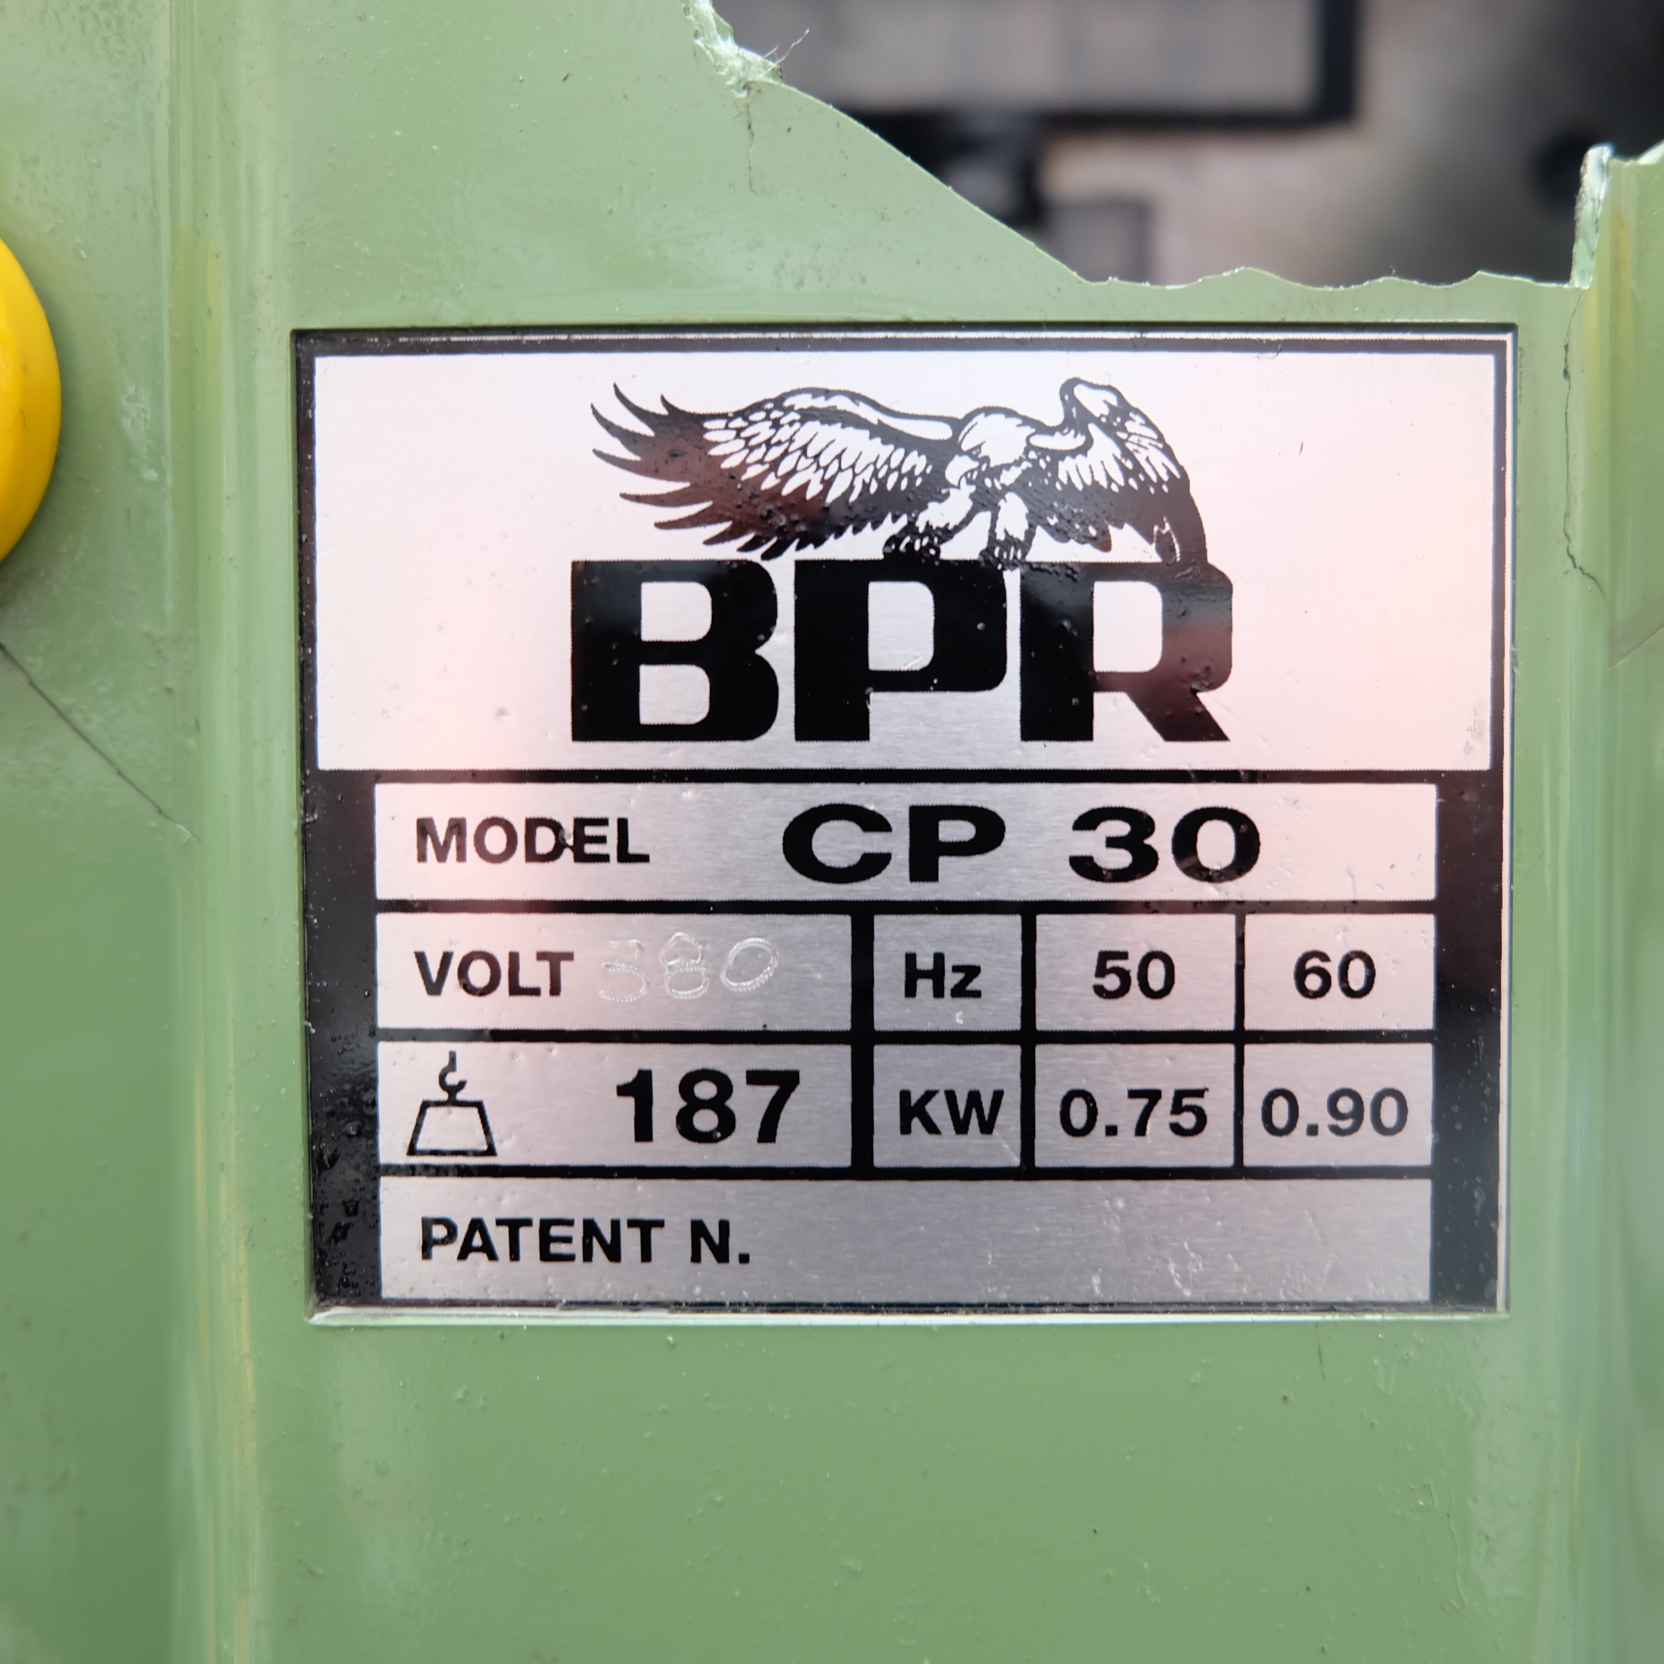 BPR
MODEL CP 30
VOLT 380 Hz 50 60
187 KW 0.75 0.90
PATENT N.